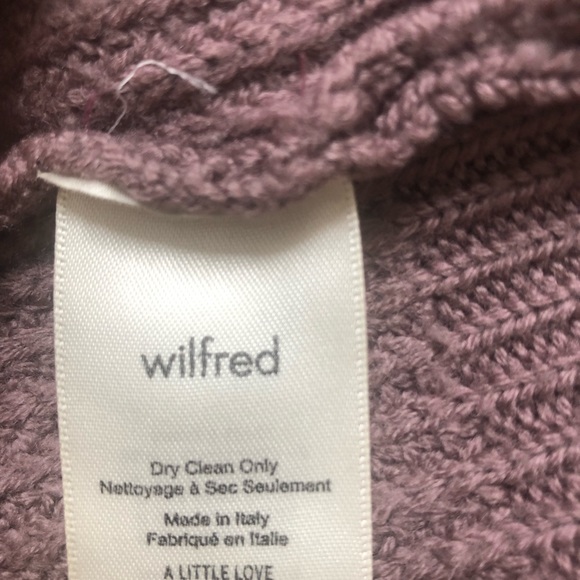 wilfred
Dry Clean Only
Nettoyage à Sec Seulement
Made in Italy
Fabriqué en Italie
A LITTLE LOVE